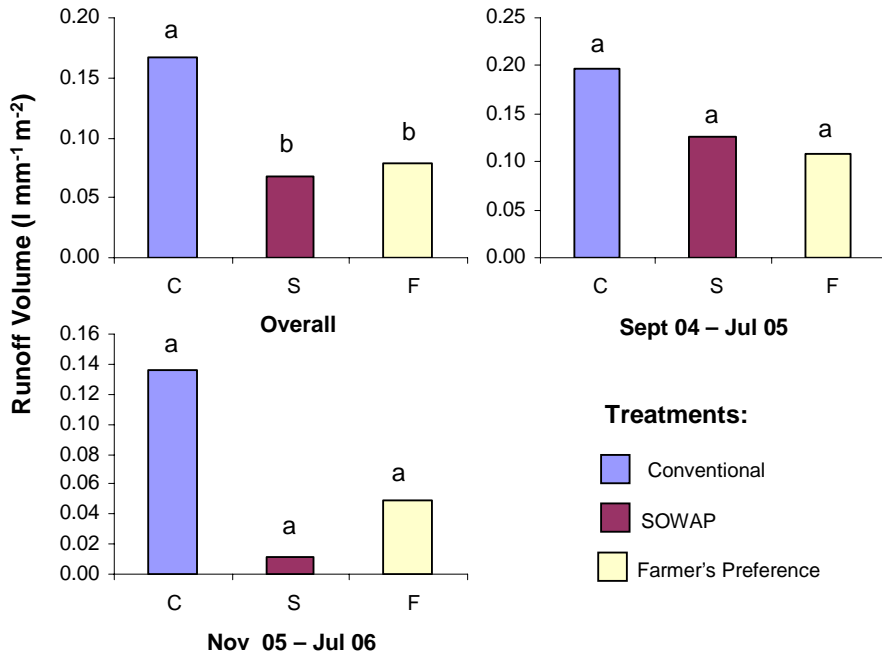 Runoff Volume (l mm-1 m-2)
0.20
0.15
0.10
0.05
0.00
a
b
b
C S F
Overall
0.25
0.20
0.15
0.10
0.05
0.00
a
a
a
C S F
Sept 04 – Jul 05
0.16
0.14
0.12
0.10
0.08
0.06
0.04
0.02
0.00
a
a
a
C S F
Nov 05 – Jul 06
Treatments:
Conventional
SOWAP
Farmer's Preference